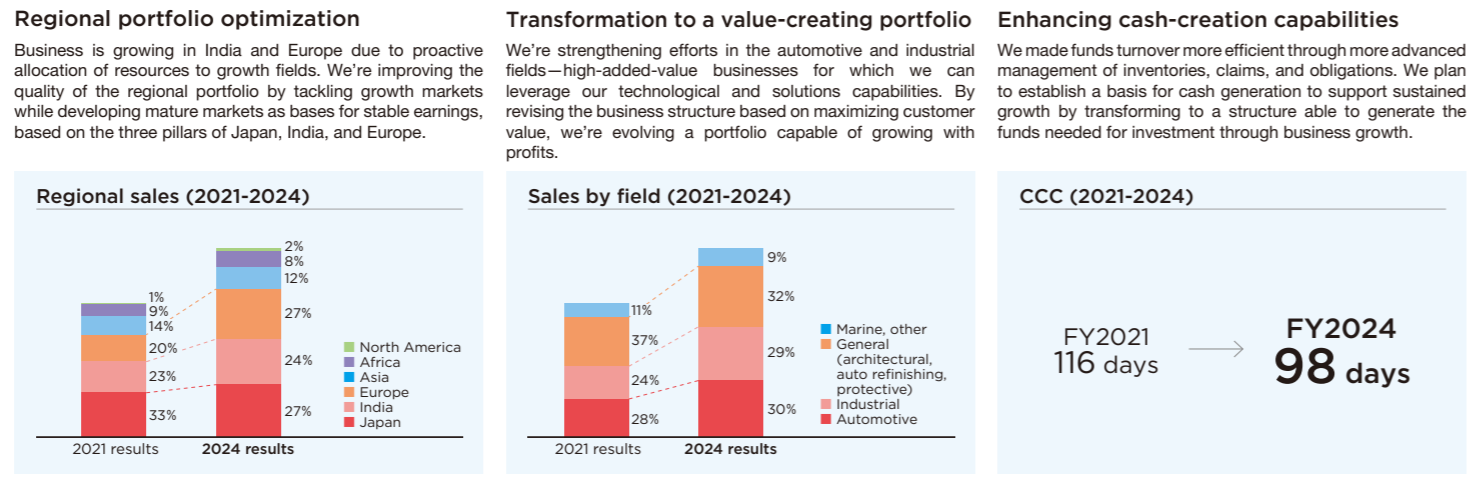 Regional portfolio optimization
Business is growing in India and Europe due to proactive
allocation of resources to growth fields. We're improving the
quality of the regional portfolio by tackling growth markets
while developing mature markets as bases for stable earnings,
based on the three pillars of Japan, India, and Europe.
Regional sales (2021-2024)
2%
8%
12%
27%
24%
27%
1%
9%
14%
20%
23%
33%
North America
Africa
Asia
Europe
India
Japan
2021 results
2024 results
Transformation to a value-creating portfolio
We're strengthening efforts in the automotive and industrial
fields—high-added-value businesses for which we can
leverage our technological and solutions capabilities. By
revising the business structure based on maximizing customer
value, we're evolving a portfolio capable of growing with
profits.
Sales by field (2021-2024)
9%
32%
29%
30%
11%
37%
24%
28%
Marine, other
General
(architectural,
auto refinishing,
protective)
Industrial
Automotive
2021 results
2024 results
Enhancing cash-creation capabilities
We made funds turnover more efficient through more advanced
management of inventories, claims, and obligations. We plan
to establish a basis for cash generation to support sustained
growth by transforming to a structure able to generate the
funds needed for investment through business growth.
CCC (2021-2024)
FY2021
116 days
FY2024
98 days